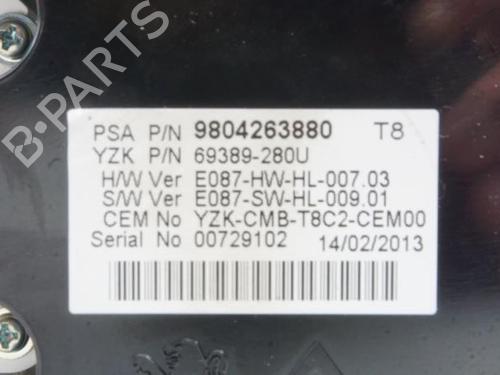 B-PARTS
PSA P/N 9804263880 T8
YZK P/N 69389-280U
H/W Ver E087-HW-HL-007.03
S/W Ver E087-SW-HL-009.01
CEM No YZK-CMB-T8C2-CEM00
Serial No 00729102 14/02/2013